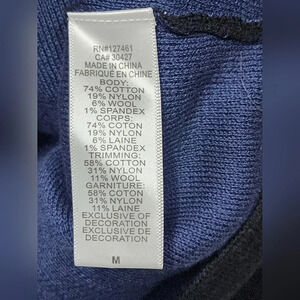 RN#127461
CA# 30427
MADE IN CHINA
FABRIQUÉ EN CHINE
BODY:
74% COTTON
19% NYLON
6% WOOL
1% SPANDEX
CORPS:
74% COTON
19% NYLON
6% LAINE
1% SPANDEX
TRIMMING:
58% COTTON
31% NYLON
11% WOOL
GARNITURE:
58% COTON
31% NYLON
11% LAINE
EXCLUSIVE OF
DECORATION
EXCLUSIVE DE
DECORATION
M